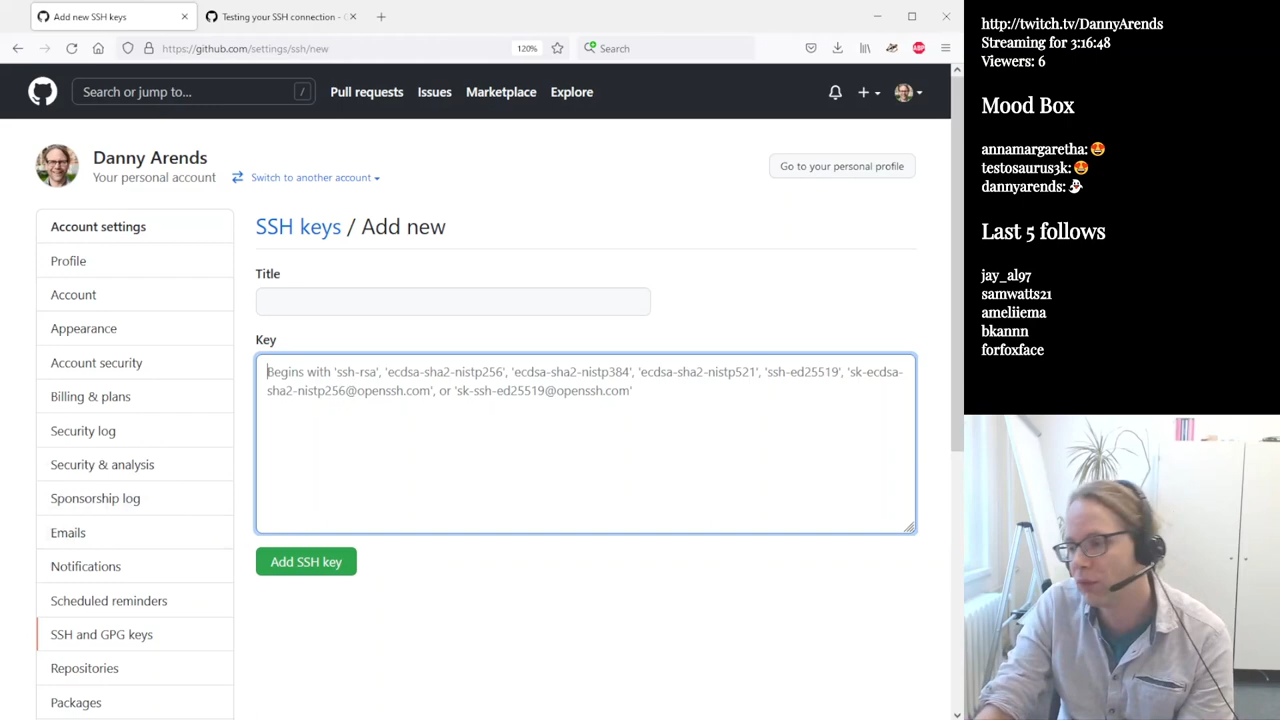 Add new SSH keys
Testing your SSH connection - C
https://github.com/settings/ssh/new
120%
Search
Search or jump to...
/
Pull requests
Issues
Marketplace
Explore
Danny Arends
Your personal account
Switch to another account
Go to your personal profile
Account settings
Profile
Account
Appearance
Account security
Billing & plans
Security log
Security & analysis
Sponsorship log
Emails
Notifications
Scheduled reminders
SSH and GPG keys
Repositories
Packages
SSH keys / Add new
Title
Key
Begins with 'ssh-rsa', 'ecdsa-sha2-nistp256', 'ecdsa-sha2-nistp384', 'ecdsa-sha2-nistp521', 'ssh-ed25519', 'sk-ecdsa-
sha2-nistp256@openssh.com', or 'sk-ssh-ed25519@openssh.com'
Add SSH key
http://twitch.tv/DannyArends
Streaming for 3:16:48
Viewers: 6
Mood Box
annamargaretha:
testosaurus3k:
dannyarends:
Last 5 follows
jay_al97
samwatts21
ameliiema
bkannn
forfoxface
ABP